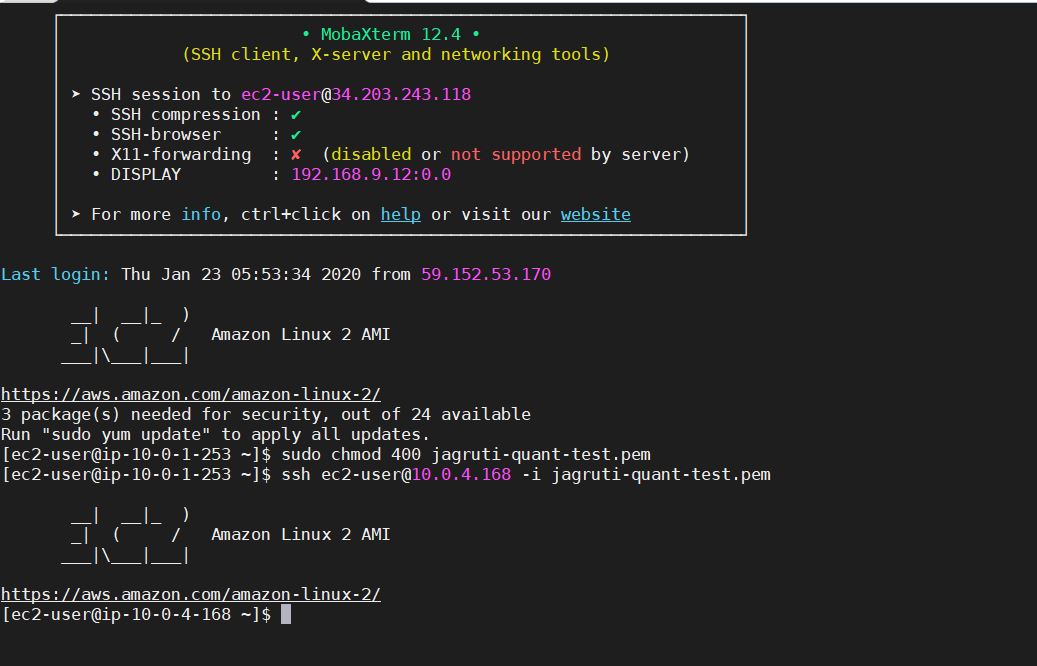 • MobaXterm 12.4 •
(SSH client, X-server and networking tools)
➤ SSH session to ec2-user@34.203.243.118
• SSH compression : ✔
• SSH-browser     : ✔
• X11-forwarding  : ✘  (disabled or not supported by server)
• DISPLAY         : 192.168.9.12:0.0
➤ For more info, ctrl+click on help or visit our website
Last login: Thu Jan 23 05:53:34 2020 from 59.152.53.170
       __|  __|_  )
       _|  (     /   Amazon Linux 2 AMI
      ___|\___|___|
https://aws.amazon.com/amazon-linux-2/
3 package(s) needed for security, out of 24 available
Run "sudo yum update" to apply all updates.
[ec2-user@ip-10-0-1-253 ~]$ sudo chmod 400 jagruti-quant-test.pem
[ec2-user@ip-10-0-1-253 ~]$ ssh ec2-user@10.0.4.168 -i jagruti-quant-test.pem
       __|  __|_  )
       _|  (     /   Amazon Linux 2 AMI
      ___|\___|___|
https://aws.amazon.com/amazon-linux-2/
[ec2-user@ip-10-0-4-168 ~]$